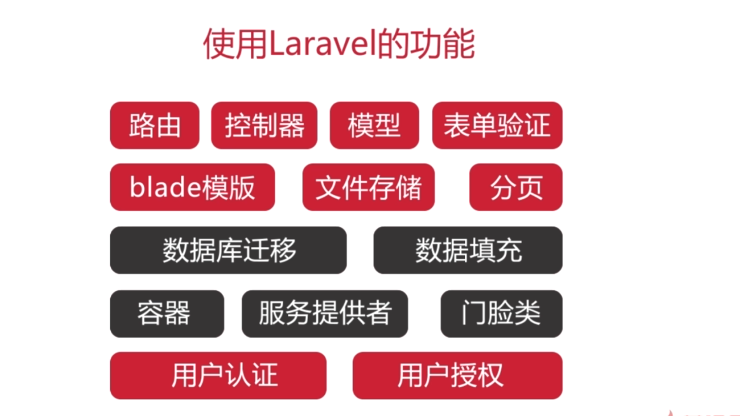 使用Laravel的功能
路由 控制器 模型 表单验证
blade模版 文件存储 分页
数据库迁移 数据填充
容器 服务提供者 门脸类
用户认证 用户授权